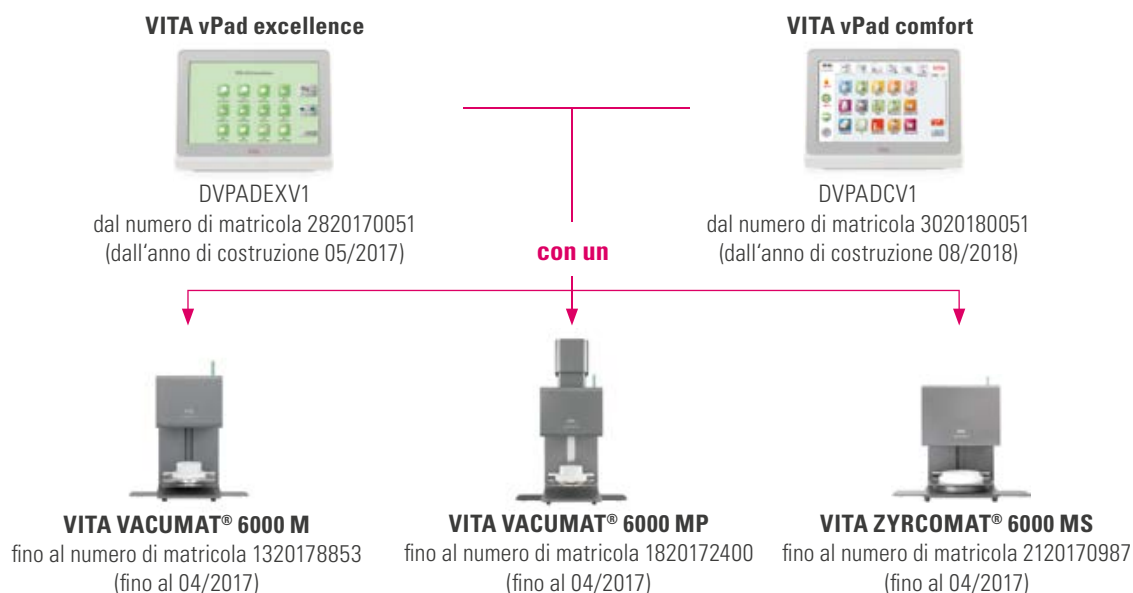 VITA vPad excellence
VITA vPad comfort
DVPADEXV1
dal numero di matricola 2820170051
(dall‘anno di costruzione 05/2017)
DVPADCV1
dal numero di matricola 3020180051
(dall‘anno di costruzione 08/2018)
con un
VITA VACUMAT® 6000 M
fino al numero di matricola 1320178853
(fino al 04/2017)
VITA VACUMAT® 6000 MP
fino al numero di matricola 1820172400
(fino al 04/2017)
VITA ZYRCOMAT® 6000 MS
fino al numero di matricola 2120170987
(fino al 04/2017)